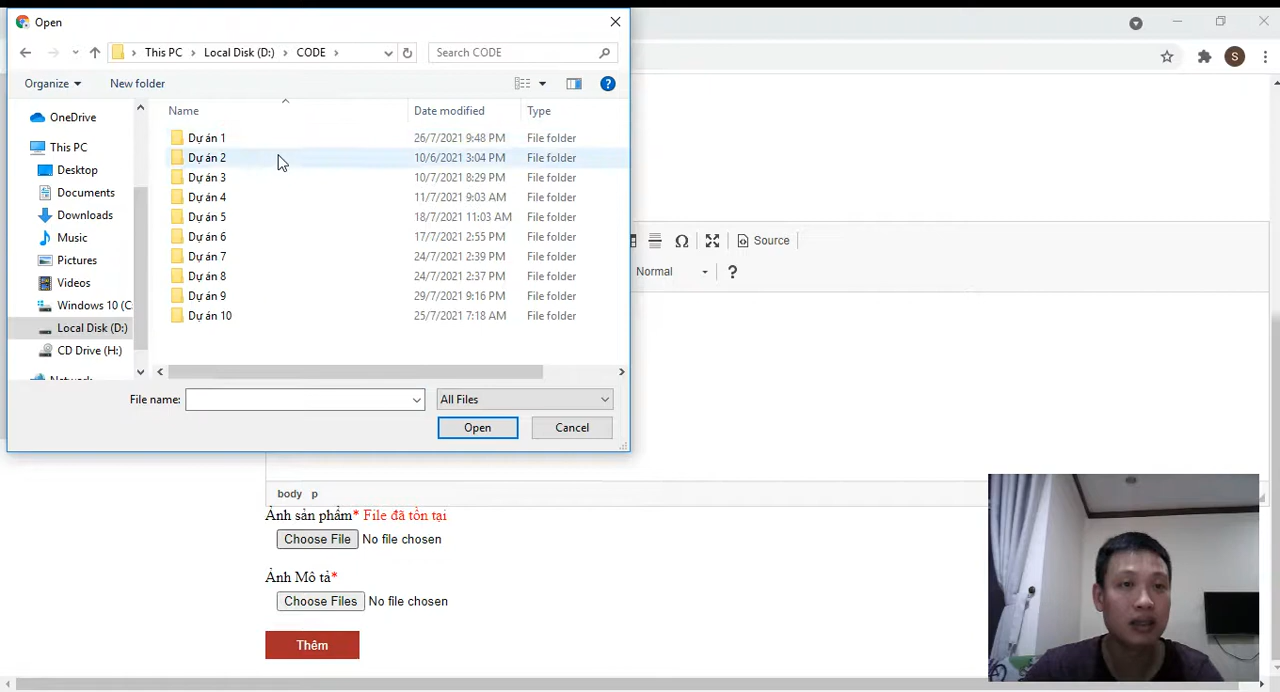 Open
This PC > Local Disk (D:) > CODE >
Search CODE
Organize
New folder
Name
Date modified
Type
OneDrive
This PC
Desktop
Documents
Downloads
Music
Pictures
Videos
Windows 10 (C:
Local Disk (D:)
CD Drive (H:)
Network
Dự án 1 26/7/2021 9:48 PM File folder
Dự án 2 10/6/2021 3:04 PM File folder
Dự án 3 10/7/2021 8:29 PM File folder
Dự án 4 11/7/2021 9:03 AM File folder
Dự án 5 18/7/2021 11:03 AM File folder
Dự án 6 17/7/2021 2:55 PM File folder
Dự án 7 24/7/2021 2:39 PM File folder
Dự án 8 24/7/2021 2:37 PM File folder
Dự án 9 29/7/2021 9:16 PM File folder
Dự án 10 25/7/2021 7:18 AM File folder
File name:
All Files
Open
Cancel
S
Ω
Source
Normal
?
body p
Ảnh sản phẩm* File đã tồn tại
Choose File No file chosen
Ảnh Mô tả*
Choose Files No file chosen
Thêm